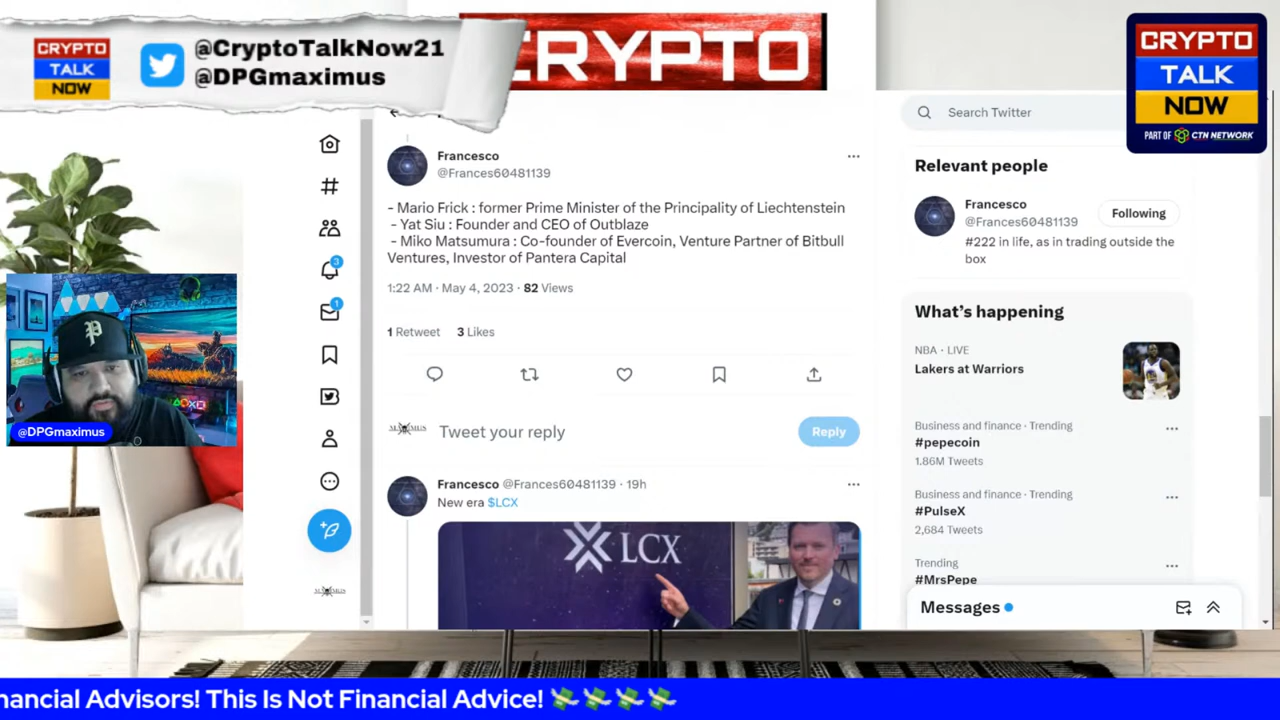 CRYPTO
TALK
NOW
@CryptoTalkNow21
@DPGmaximus
CRYPTO
CRYPTO
TALK
NOW
PART OF CTN NETWORK
Search Twitter
Francesco
@Frances60481139
- Mario Frick : former Prime Minister of the Principality of Liechtenstein
- Yat Siu : Founder and CEO of Outblaze
- Miko Matsumura : Co-founder of Evercoin, Venture Partner of Bitbull
Ventures, Investor of Pantera Capital
1:22 AM · May 4, 2023 · 82 Views
1 Retweet 3 Likes
Tweet your reply
Reply
Francesco @Frances60481139 · 19h
New era $LCX
LCX
Relevant people
Francesco
@Frances60481139
Following
#222 in life, as in trading outside the
box
What's happening
NBA · LIVE
Lakers at Warriors
Business and finance · Trending
#pepecoin
1.86M Tweets
Business and finance · Trending
#PulseX
2,684 Tweets
Trending
#MrsPepe
Messages
3
1
P
@DPGmaximus
nancial Advisors! This Is Not Financial Advice!